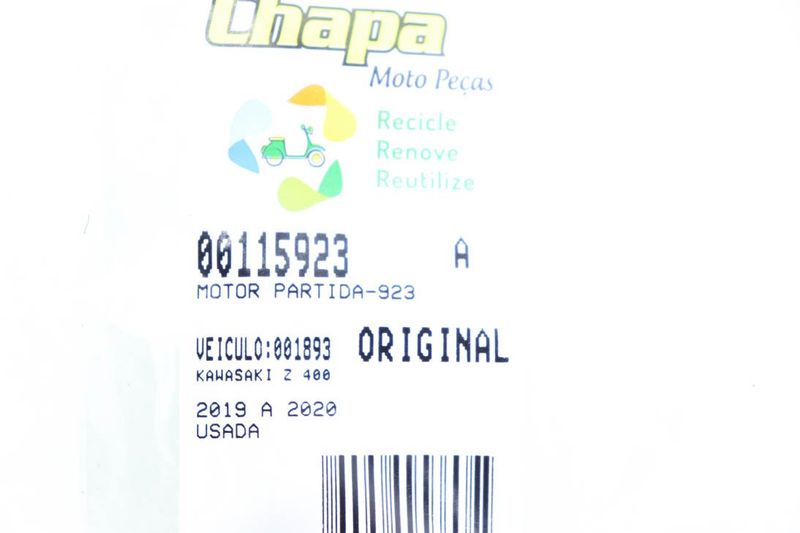 Chapa
Moto Peças
Recicle
Renove
Reutilize
00115923 A
MOTOR PARTIDA-923
VEICULO:001893 ORIGINAL
KAWASAKI Z 400
2019 A 2020
USADA